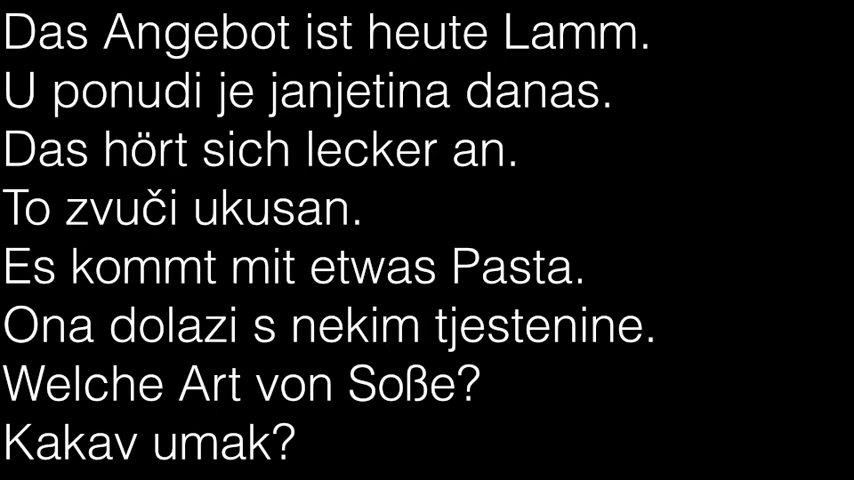 Das Angebot ist heute Lamm.
U ponudi je janjetina danas.
Das hört sich lecker an.
To zvuči ukusan.
Es kommt mit etwas Pasta.
Ona dolazi s nekim tjestenine.
Welche Art von Soße?
Kakav umak?